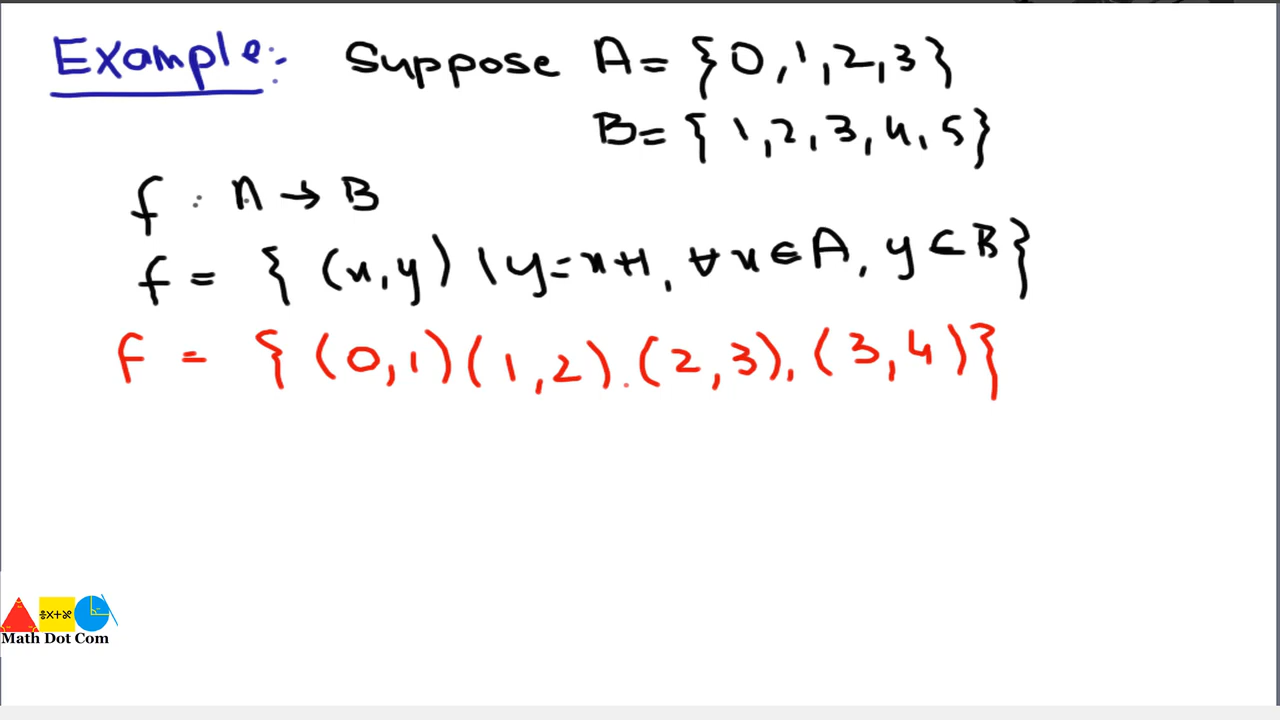 Example:- Suppose A = {0,1,2,3}
B = {1,2,3,4,5}
f : A → B
f = { (x,y) \ y = x+1, ∀ x ∈ A, y ∈ B}
f = { (0,1) (1,2) . (2,3), (3,4)}
÷x+%
Math Dot Com